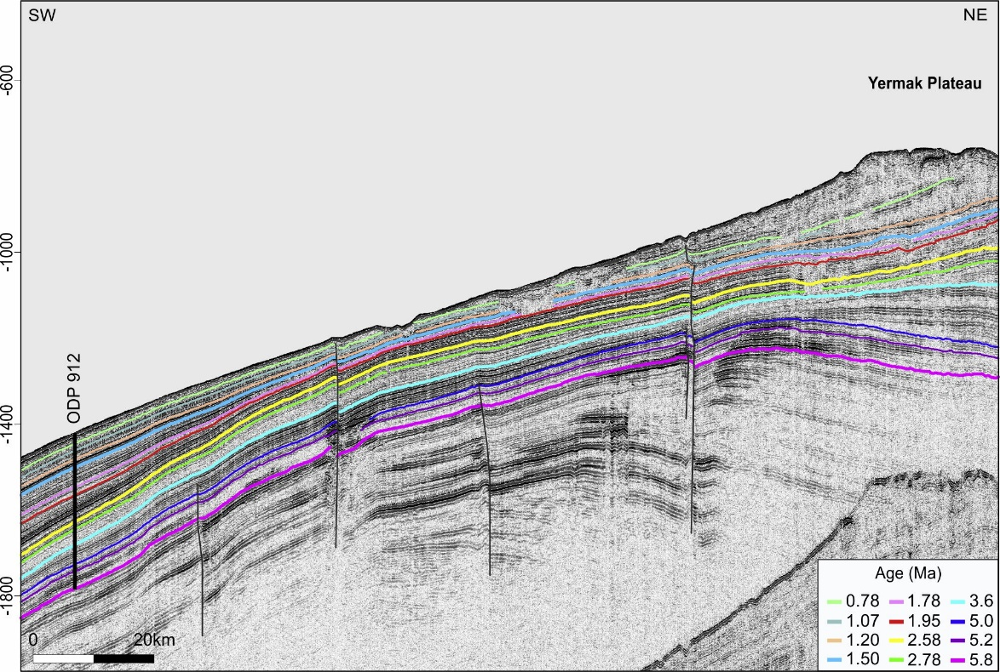 SW
NE
-600
Yermak Plateau
-1000
ODP 912
-1400
-1800
0 20km
Age (Ma)
0.78 1.78 3.6
1.07 1.95 5.0
1.20 2.58 5.2
1.50 2.78 5.8